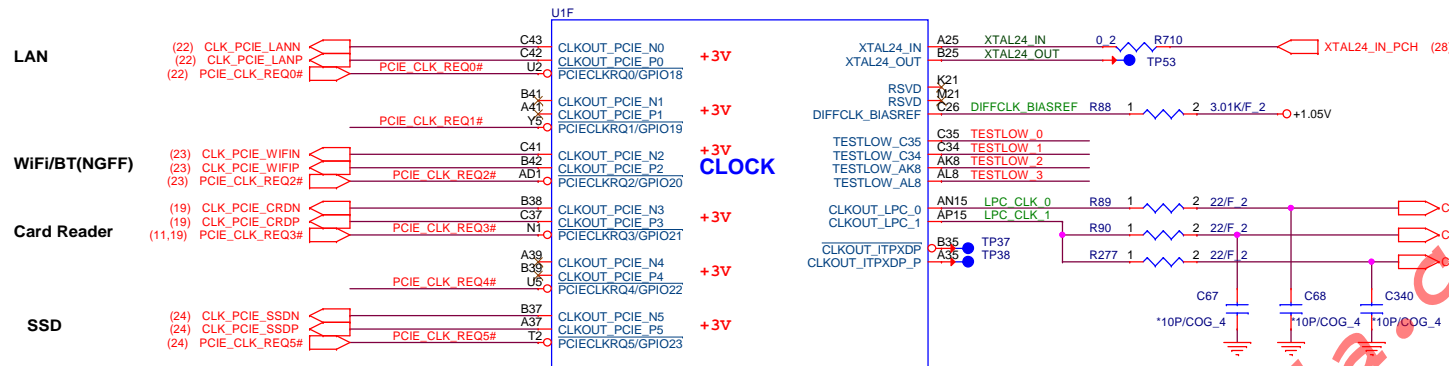 U1F
LAN
(22) CLK_PCIE_LANN C43 CLKOUT_PCIE_N0
(22) CLK_PCIE_LANP C42 CLKOUT_PCIE_P0 +3V
(22) PCIE_CLK_REQ0# PCIE_CLK_REQ0# U2 PCIECLKRQ0/GPIO18
B41 CLKOUT_PCIE_N1
A41 CLKOUT_PCIE_P1 +3V
PCIE_CLK_REQ1# Y5 PCIECLKRQ1/GPIO19
WiFi/BT(NGFF)
+3V
(23) CLK_PCIE_WIFIN C41 CLKOUT_PCIE_N2
(23) CLK_PCIE_WIFIP B42 CLKOUT_PCIE_P2
(23) PCIE_CLK_REQ2# PCIE_CLK_REQ2# AD1 PCIECLKRQ2/GPIO20
CLOCK
Card Reader
(19) CLK_PCIE_CRDN B38 CLKOUT_PCIE_N3
(19) CLK_PCIE_CRDP C37 CLKOUT_PCIE_P3 +3V
(11,19) PCIE_CLK_REQ3# PCIE_CLK_REQ3# N1 PCIECLKRQ3/GPIO21
A39 CLKOUT_PCIE_N4
B39 CLKOUT_PCIE_P4 +3V
PCIE_CLK_REQ4# U5 PCIECLKRQ4/GPIO22
SSD
(24) CLK_PCIE_SSDN B37 CLKOUT_PCIE_N5
(24) CLK_PCIE_SSDP A37 CLKOUT_PCIE_P5 +3V
(24) PCIE_CLK_REQ5# PCIE_CLK_REQ5# T2 PCIECLKRQ5/GPIO23
XTAL24_IN A25 XTAL24_IN 0_2 R710 XTAL24_IN_PCH (28)
XTAL24_OUT B25 XTAL24_OUT TP53
RSVD K21
RSVD M21
DIFFCLK_BIASREF C26 DIFFCLK_BIASREF R88 1 2 3.01K/F_2 +1.05V
TESTLOW_C35 C35 TESTLOW_0
TESTLOW_C34 C34 TESTLOW_1
TESTLOW_AK8 AK8 TESTLOW_2
TESTLOW_AL8 AL8 TESTLOW_3
CLKOUT_LPC_0 AN15 LPC_CLK_0 R89 1 2 22/F_2
CLKOUT_LPC_1 AP15 LPC_CLK_1
R90 1 2 22/F_2
CLKOUT_ITPXDP B35 TP37
CLKOUT_ITPXDP_P A35 TP38
R277 1 2 22/F_2
C67 C68 C340
*10P/COG_4 *10P/COG_4 *10P/COG_4